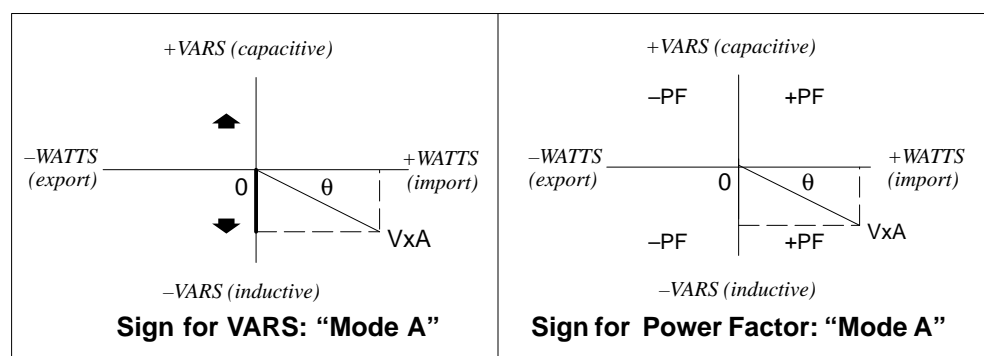 +VARS (capacitive)
–WATTS
(export)
+WATTS
(import)
0
θ
VxA
–VARS (inductive)
Sign for VARS: “Mode A”
+VARS (capacitive)
–PF
+PF
–WATTS
(export)
+WATTS
(import)
0
θ
VxA
–PF
+PF
–VARS (inductive)
Sign for Power Factor: “Mode A”